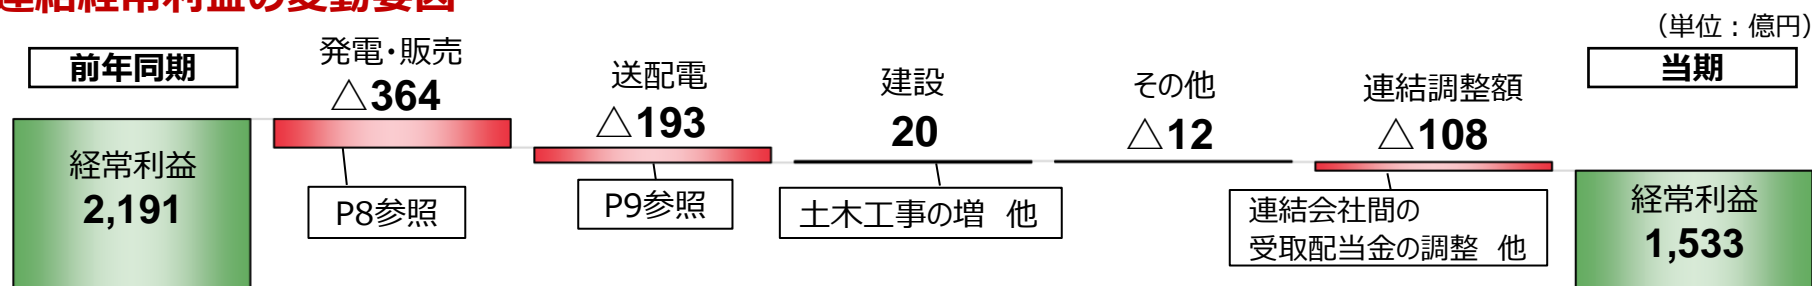 連結経常利益の変動要因
（単位：億円）
前年同期
経常利益
2,191
発電・販売
△364
P8参照
送配電
△193
P9参照
建設
20
土木工事の増 他
その他
△12
連結調整額
△108
連結会社間の
受取配当金の調整 他
当期
経常利益
1,533